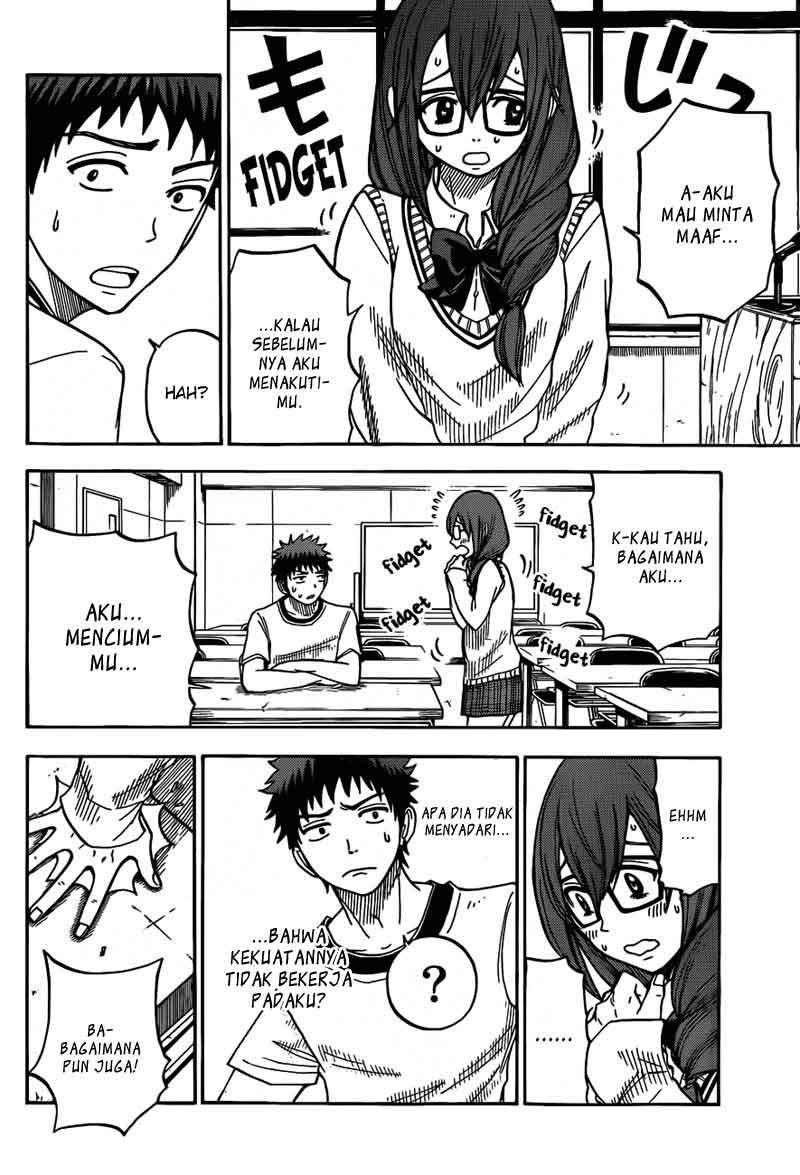 A-AKU
MAU MINTA
MAAF...
じっ
も
FIDGET
...KALAU
SEBELUM-
NYA AKU
MENAKUTI-
MU.
HAH?
K-KAU TAHU,
BAGAIMANA
AKU...
fidget
fidget
fidget
fidget
fidget
AKU...
MENCIUM-
MU...
EHHM
...
......
APA DIA TIDAK
MENYADARI...
...BAHWA
KEKUATANNYA
TIDAK BEKERJA
PADAKU?
?
BA-
BAGAIMANA
PUN JUGA!